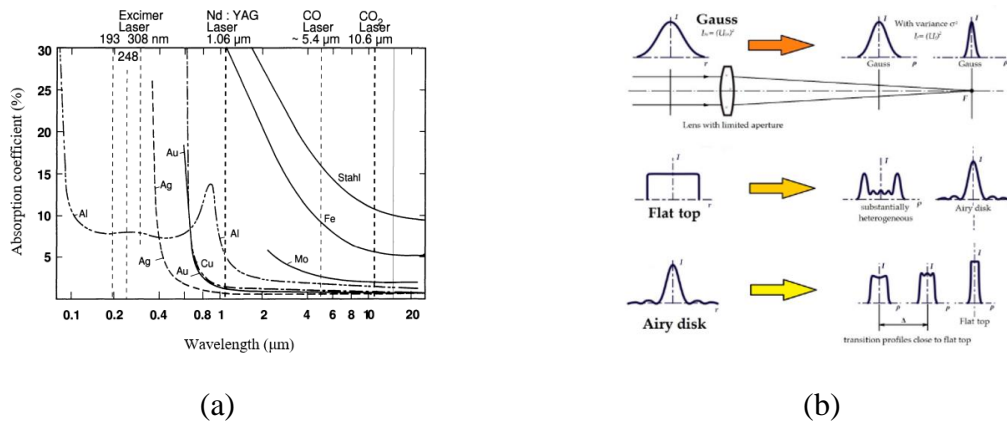 Excimer Nd : YAG CO CO2
Laser Laser Laser Laser
193 308 nm 1.06 µm ~ 5.4 µm 10.6 µm
248
30
25
20
15
10
5
Absorption coefficient (%)
Au
Ag
Al
Ag
Au
Cu
Al
Mo
Fe
Stahl
0.1 0.2 0.4 0.6 0.8 1 2 4 6 8 10 20
Wavelength (µm)
(a)
Gauss
I
r
I
Gauss
p
With variance σ²
I
Gauss
p
F
Lens with limited aperture
I
r
Flat top
I
p
substantially
heterogeneous
I
p
Airy disk
I
r
Airy disk
I
p
Δ
I
p
I
p
Flat top
transition profiles close to flat top
(b)